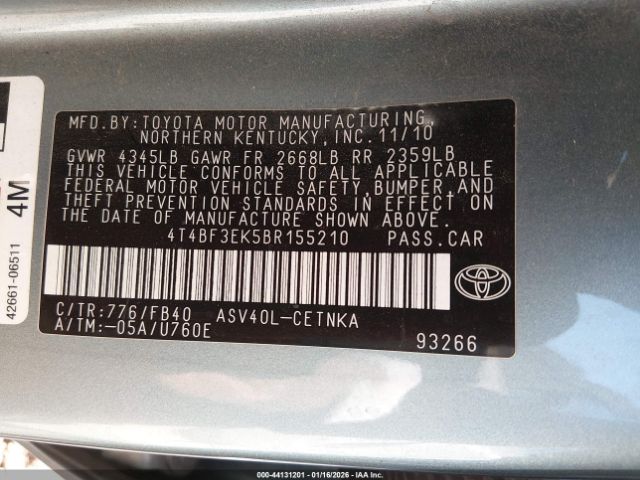 MFD. BY: TOYOTA MOTOR MANUFACTURING,
NORTHERN KENTUCKY, INC. 11/10
GVWR 4345LB GAWR FR 2668LB RR 2359LB
THIS VEHICLE CONFORMS TO ALL APPLICABLE
FEDERAL MOTOR VEHICLE SAFETY, BUMPER, AND
THEFT PREVENTION STANDARDS IN EFFECT ON
THE DATE OF MANUFACTURE SHOWN ABOVE.
4T4BF3EK5BR155210 PASS. CAR
C/TR: 776/FB40 ASV40L-CETNKA
A/TM: -05A/U760E
93266
42661-06511
4M
000-44131201 - 01/16/2026 - IAA Inc.